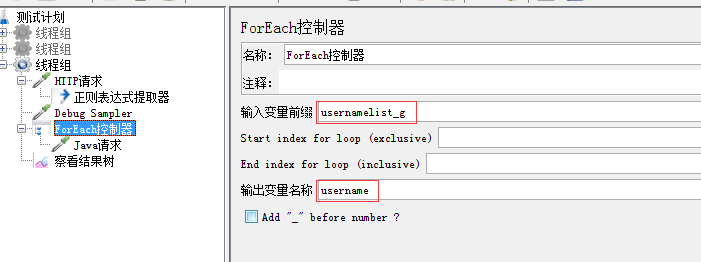 测试计划
线程组
线程组
线程组
HTTP请求
正则表达式提取器
Debug Sampler
ForEach控制器
Java请求
察看结果树
ForEach控制器
名称: ForEach控制器
注释:
输入变量前缀 usernamelist_g
Start index for loop (exclusive)
End index for loop (inclusive)
输出变量名称 username
Add "_" before number ?